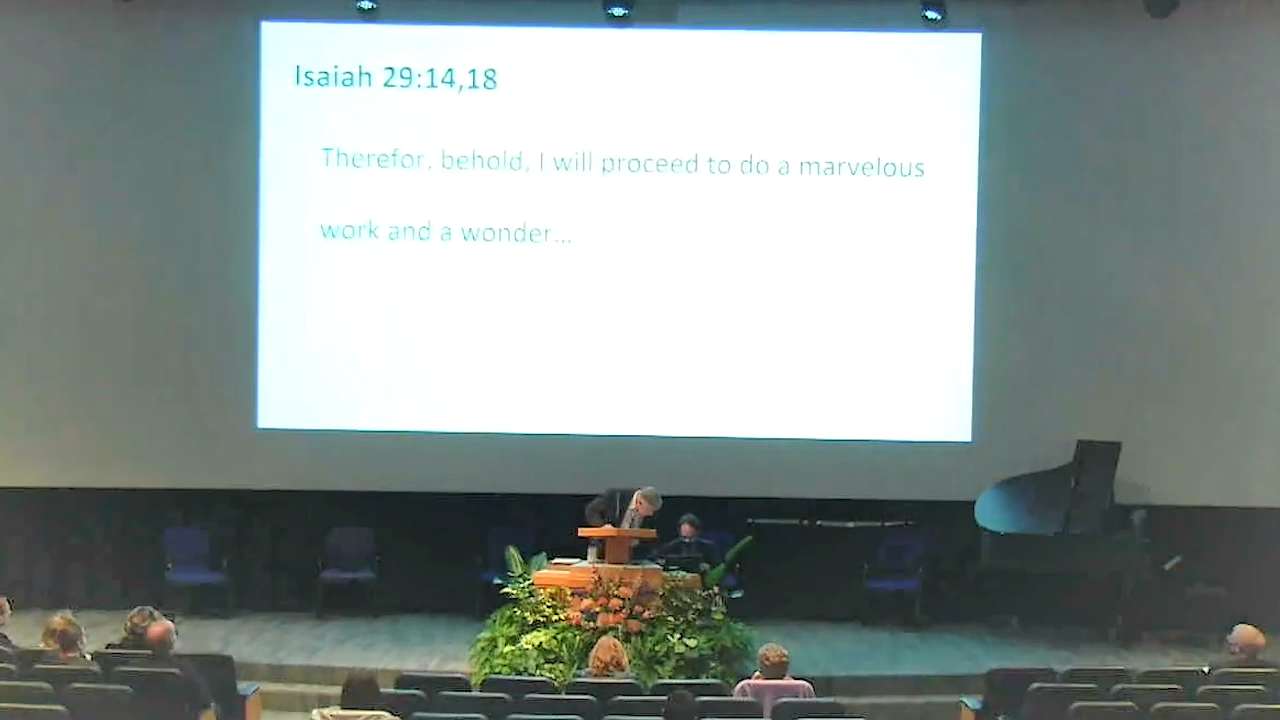 Isaiah 29:14,18
Therefor, behold, I will proceed to do a marvelous
work and a wonder...